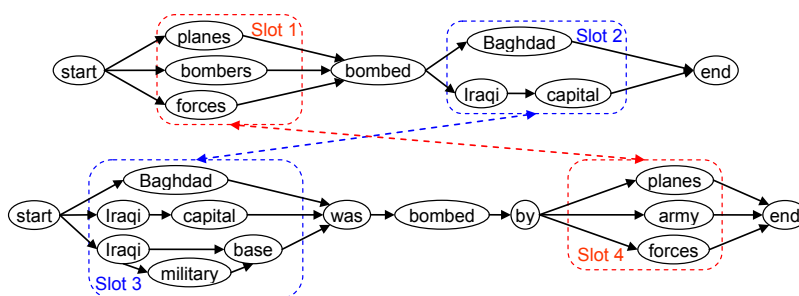 planes Slot 1 Baghdad Slot 2
start bombers bombed end
forces Iraqi capital
Baghdad planes
start Iraqi capital was bombed by army end
Iraqi base forces
Slot 3 military Slot 4